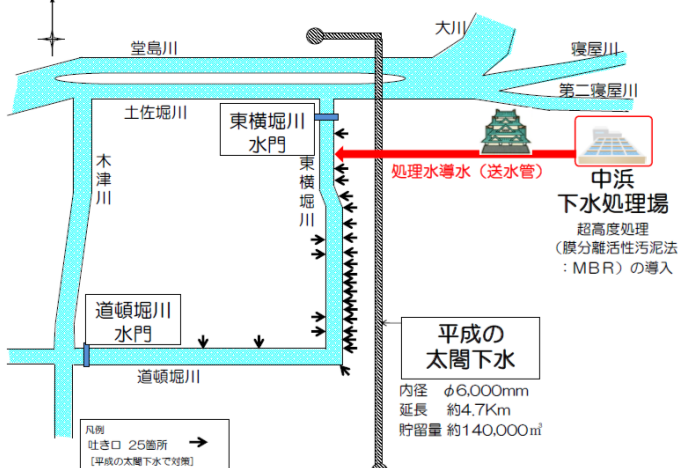 大川
堂島川
寝屋川
第二寝屋川
土佐堀川
東横堀川
水門
処理水導水（送水管）
木津川
東横堀川
中浜
下水処理場
超高度処理
（膜分離活性汚泥法
：ＭＢＲ）の導入
道頓堀川
水門
平成の
太閤下水
道頓堀川
内径　φ6,000mm
延長　約4.7Km
貯留量 約140,000㎥
凡例
吐き口 25箇所
［平成の太閤下水で対策］